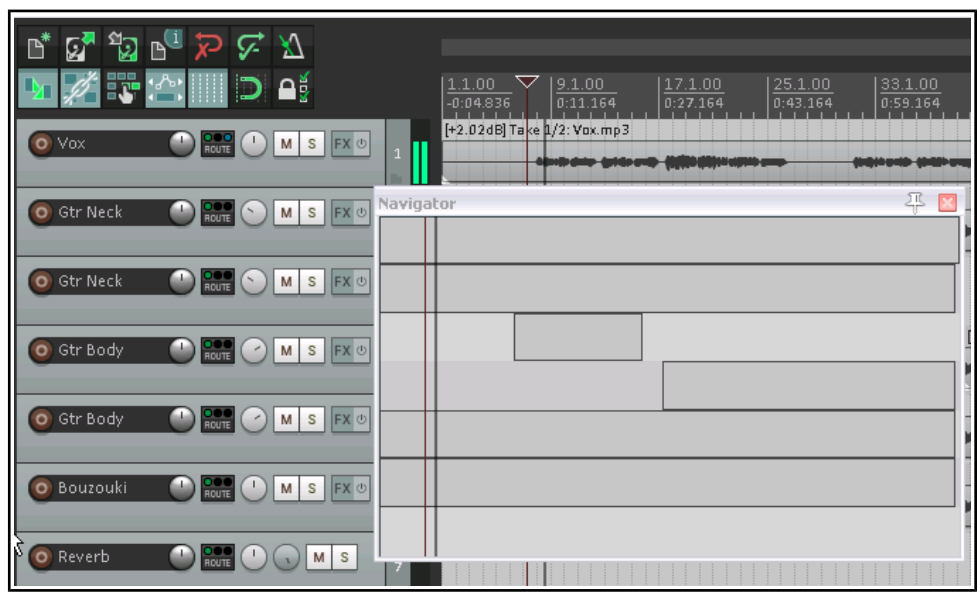 1.1.00 9.1.00 17.1.00 25.1.00 33.1.00
-0:04.836 0:11.164 0:27.164 0:43.164 0:59.164
[+2.02dB] Take 1/2: Vox.mp3
Vox ROUTE M S FX 1
Navigator
Gtr Neck ROUTE M S FX
Gtr Neck ROUTE M S FX
Gtr Body ROUTE M S FX
Gtr Body ROUTE M S FX
Bouzouki ROUTE M S FX
Reverb ROUTE M S 7